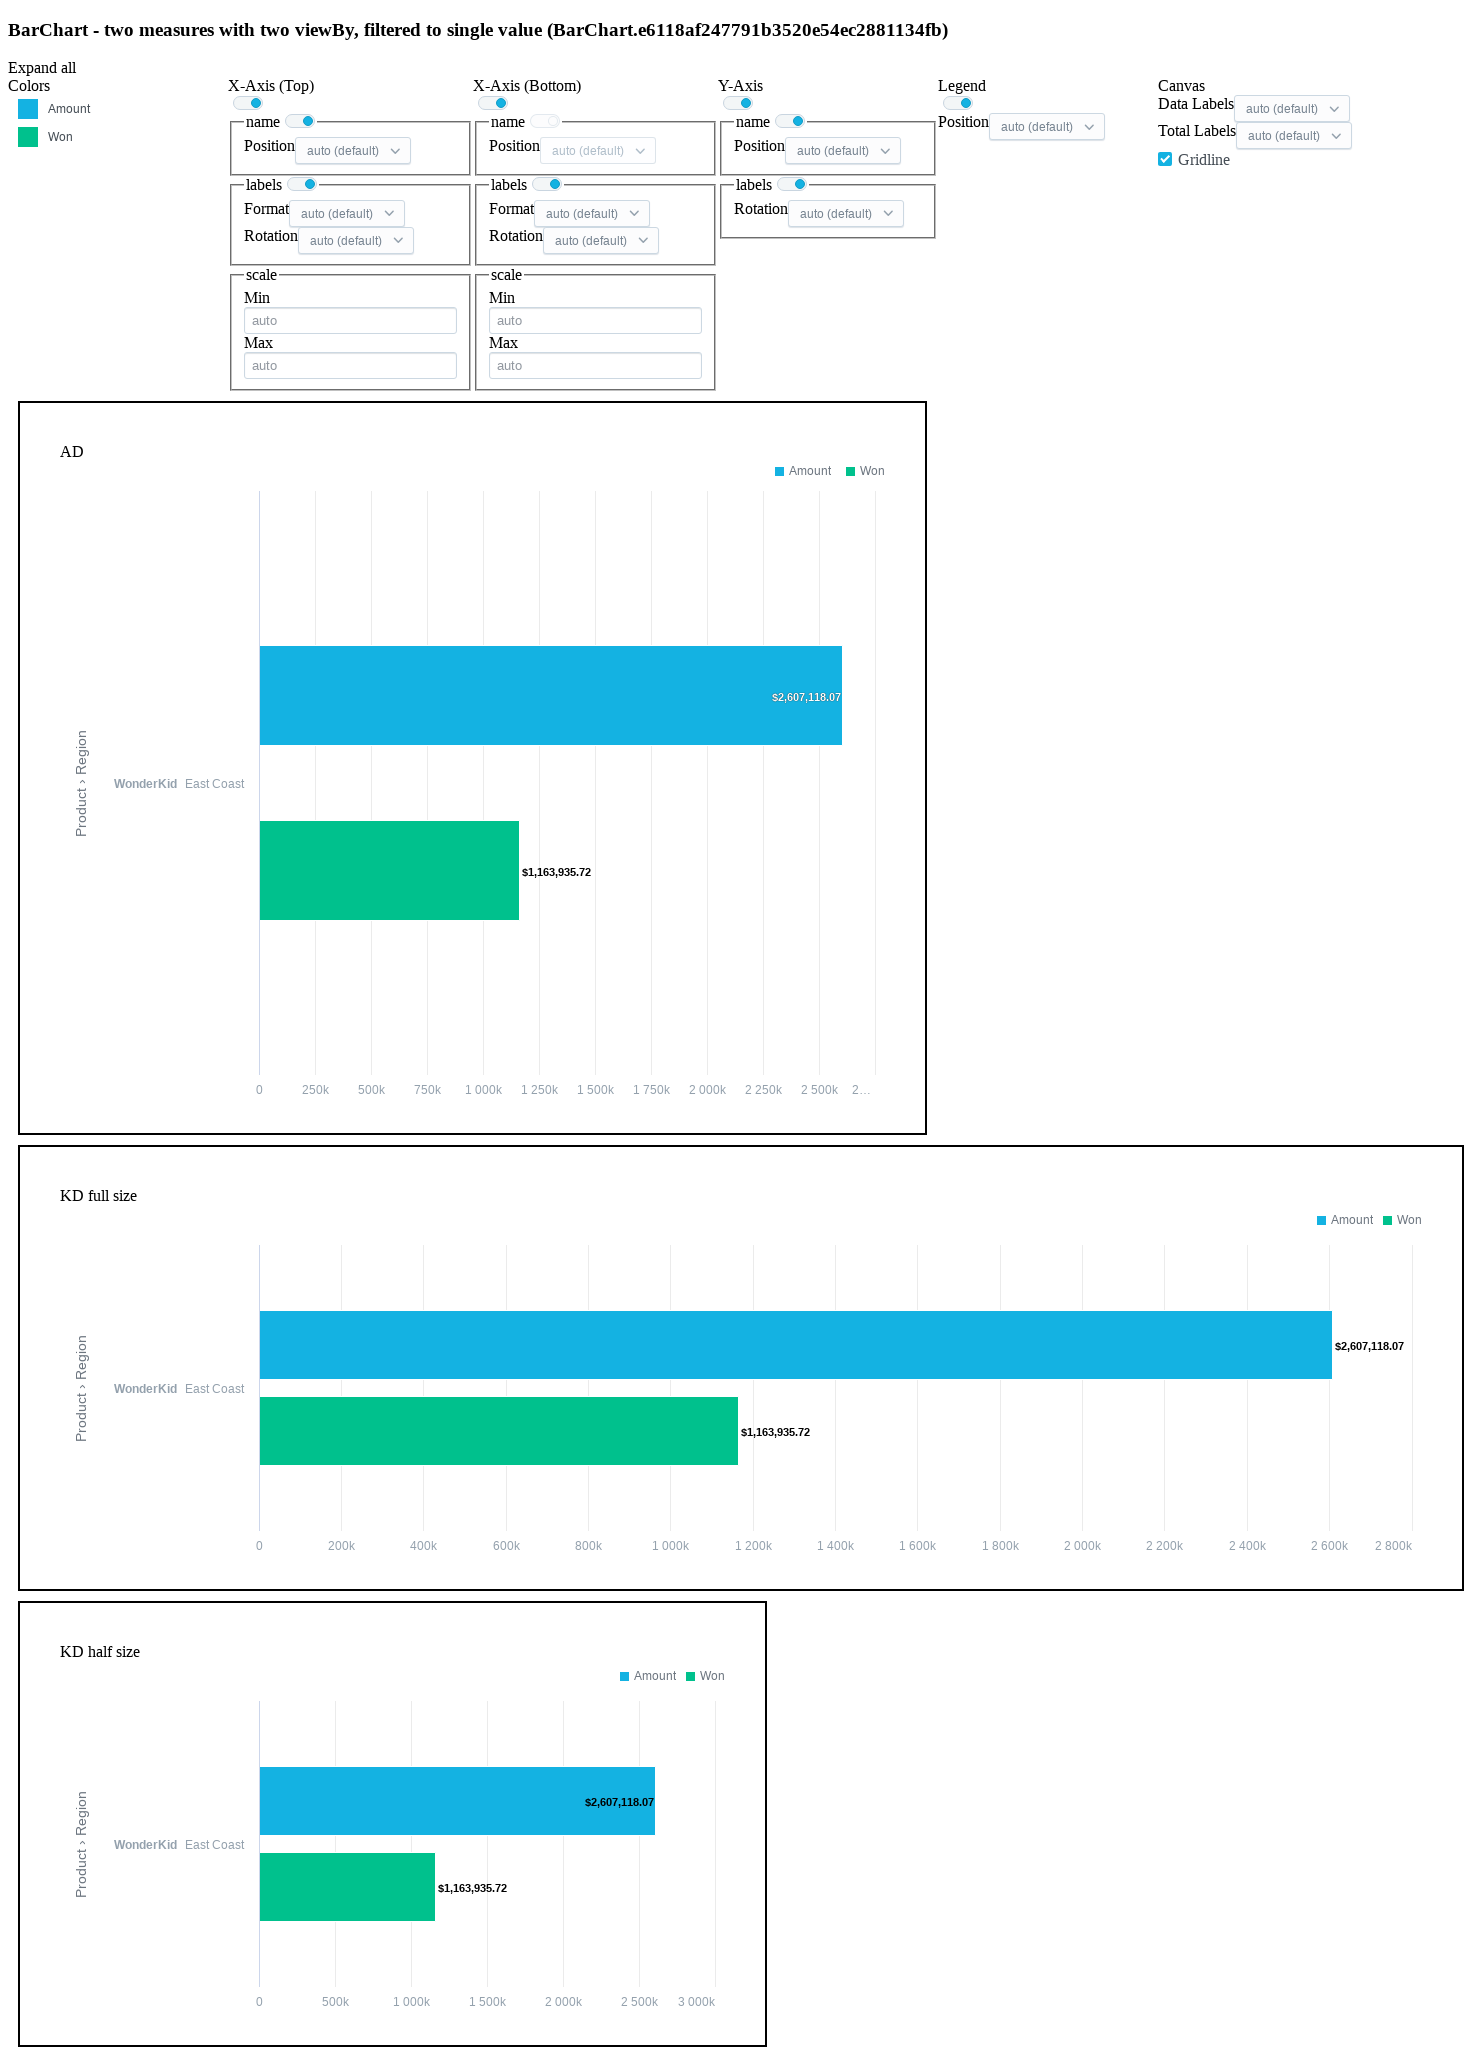 BarChart - two measures with two viewBy, filtered to single value (BarChart.e6118af247791b3520e54ec2881134fb)
Expand all
Colors
Amount
Won
X-Axis (Top)
name
Position auto (default)
labels
Format auto (default)
Rotation auto (default)
scale
Min
auto
Max
auto
X-Axis (Bottom)
name
Position auto (default)
labels
Format auto (default)
Rotation auto (default)
scale
Min
auto
Max
auto
Y-Axis
name
Position auto (default)
labels
Rotation auto (default)
Legend
Position auto (default)
Canvas
Data Labels auto (default)
Total Labels auto (default)
Gridline
AD
Amount Won
$2,607,118.07
Product › Region
WonderKid East Coast
$1,163,935.72
0 250k 500k 750k 1 000k 1 250k 1 500k 1 750k 2 000k 2 250k 2 500k 2…
KD full size
Amount Won
$2,607,118.07
Product › Region
WonderKid East Coast
$1,163,935.72
0 200k 400k 600k 800k 1 000k 1 200k 1 400k 1 600k 1 800k 2 000k 2 200k 2 400k 2 600k 2 800k
KD half size
Amount Won
$2,607,118.07
Product › Region
WonderKid East Coast
$1,163,935.72
0 500k 1 000k 1 500k 2 000k 2 500k 3 000k